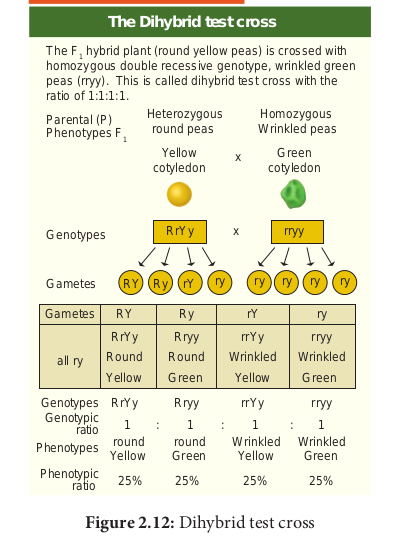 The Dihybrid test cross
The F1 hybrid plant (round yellow peas) is crossed with
homozygous double recessive genotype, wrinkled green
peas (rryy). This is called dihybrid test cross with the
ratio of 1:1:1:1.
Parental (P)
Phenotypes F1
Heterozygous
round peas
Homozygous
Wrinkled peas
Yellow
cotyledon
x
Green
cotyledon
Genotypes RrYy x rryy
Gametes RY Ry rY ry ry ry ry ry
Gametes RY Ry rY ry
all ry
RrYy Rryy rrYy rryy
Round Round Wrinkled Wrinkled
Yellow Green Yellow Green
Genotypes RrYy Rryy rrYy rryy
Genotypic
ratio
1 : 1 : 1 : 1
Phenotypes
round round Wrinkled Wrinkled
Yellow Green Yellow Green
Phenotypic
ratio
25% 25% 25% 25%
Figure 2.12: Dihybrid test cross